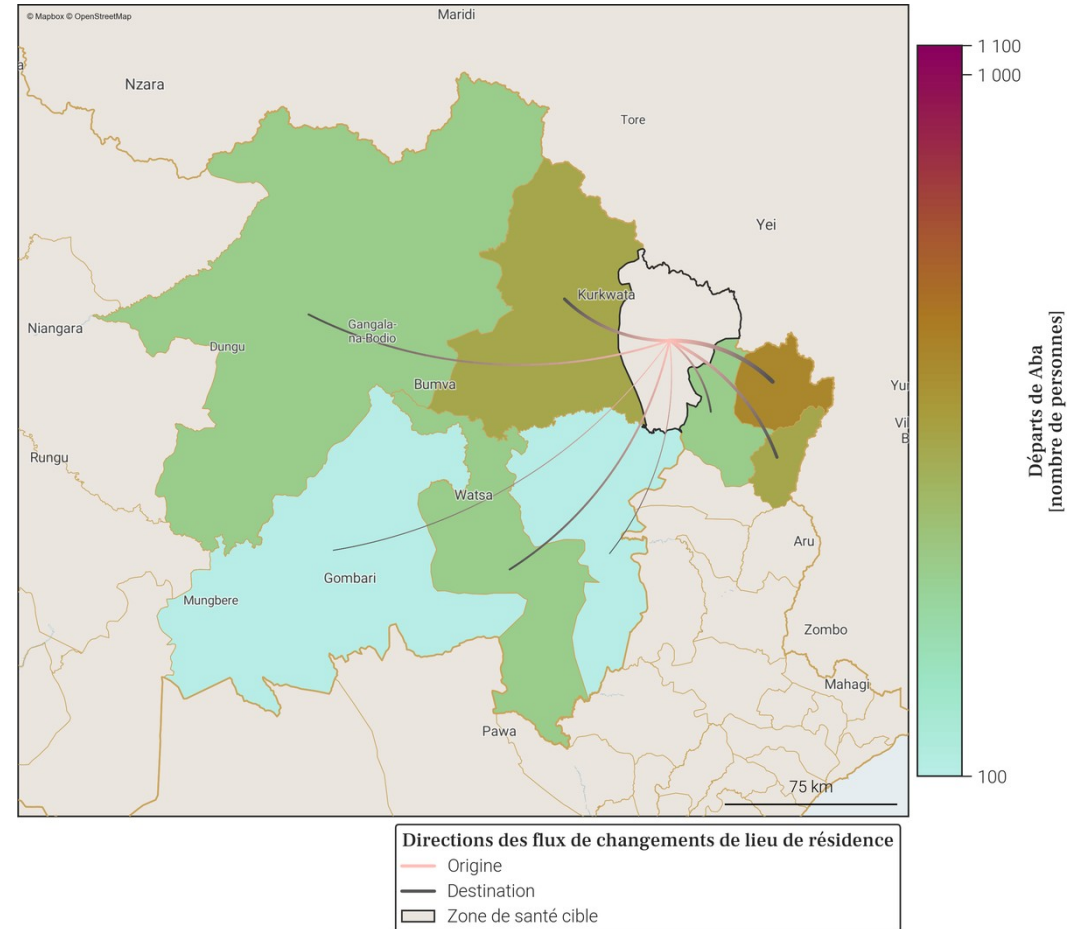 © Mapbox © OpenStreetMap
Maridi
Nzara
Tore
Yei
Kurkwata
Niangara
Gangala-
na-Bodio
Dungu
Bumva
Rungu
Watsa
Aru
Gombari
Mungbere
Zombo
Mahagi
Pawa
75 km
1 100
1 000
100
Départs de Aba
[nombre de personnes]
Directions des flux de changements de lieu de résidence
Origine
Destination
Zone de santé cible